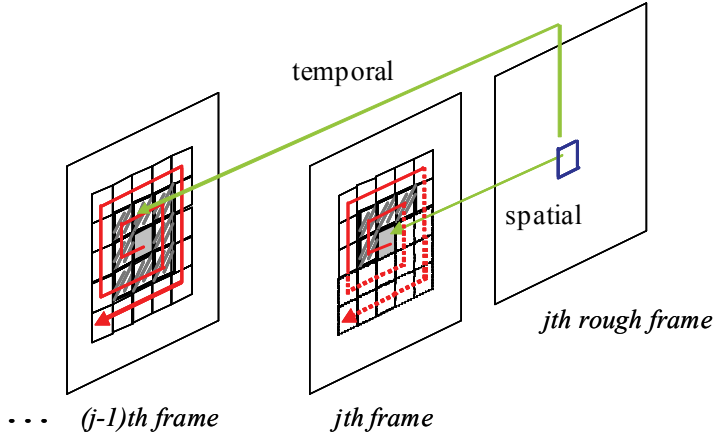 temporal
spatial
jth rough frame
... (j-1)th frame
jth frame